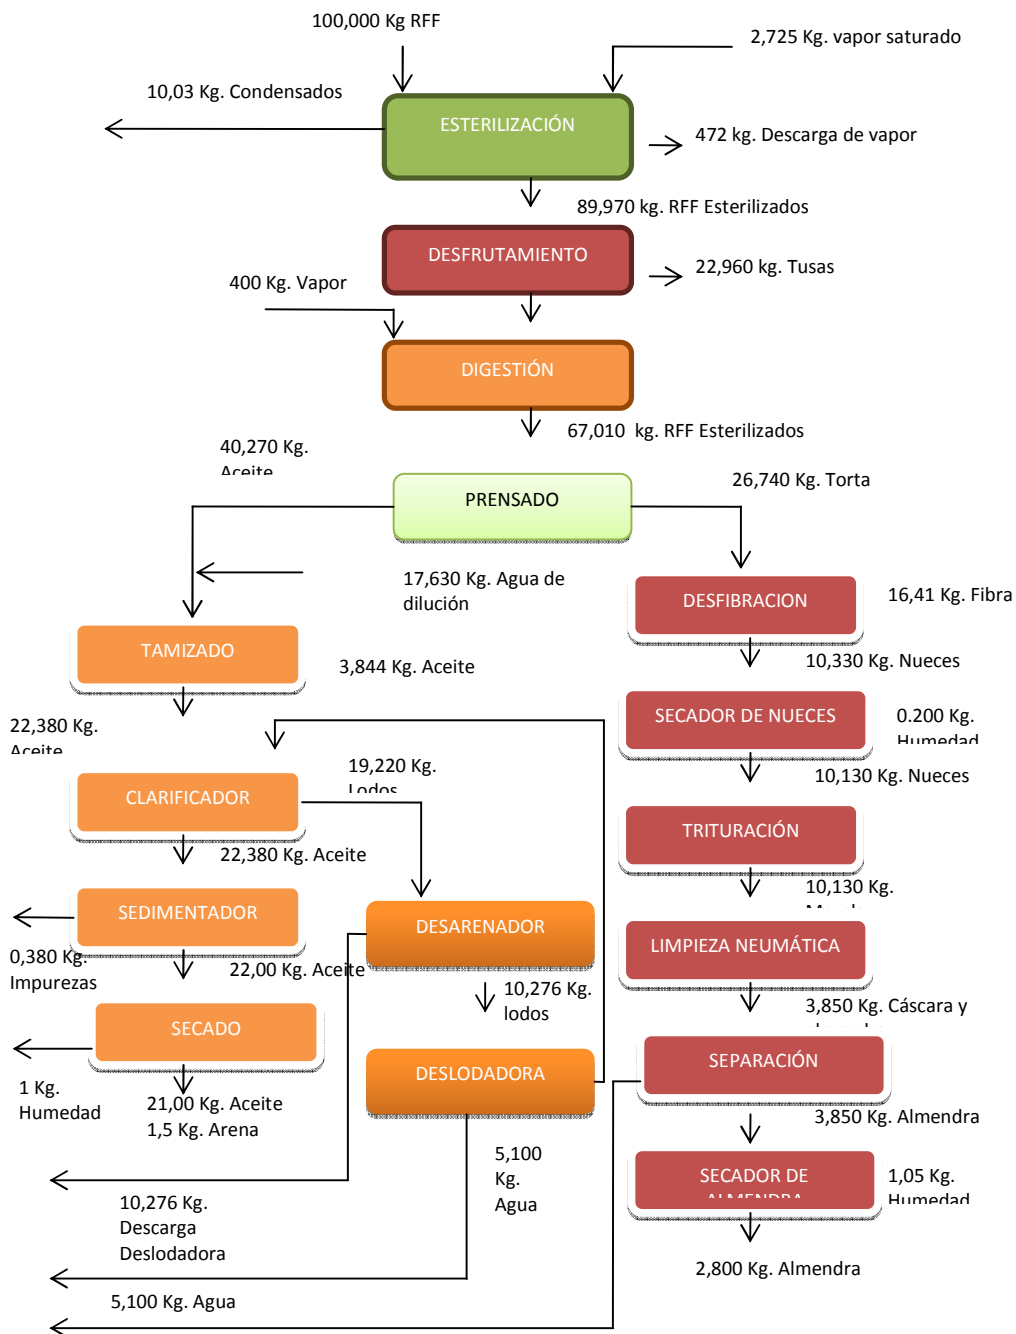 100,000 Kg RFF
2,725 Kg. vapor saturado
10,03 Kg. Condensados
ESTERILIZACIÓN
472 kg. Descarga de vapor
89,970 kg. RFF Esterilizados
DESFRUTAMIENTO
22,960 kg. Tusas
400 Kg. Vapor
DIGESTIÓN
67,010 kg. RFF Esterilizados
40,270 Kg.
Aceite
PRENSADO
26,740 Kg. Torta
17,630 Kg. Agua de
dilución
DESFIBRACION
16,41 Kg. Fibra
TAMIZADO
3,844 Kg. Aceite
10,330 Kg. Nueces
22,380 Kg.
Aceite
SECADOR DE NUECES
0.200 Kg.
Humedad
19,220 Kg.
Lodos
10,130 Kg. Nueces
CLARIFICADOR
TRITURACIÓN
22,380 Kg. Aceite
10,130 Kg.
SEDIMENTADOR
DESARENADOR
LIMPIEZA NEUMÁTICA
0,380 Kg.
Impurezas
22,00 Kg. Aceite
10,276 Kg.
lodos
3,850 Kg. Cáscara y
SECADO
DESLODADORA
SEPARACIÓN
1 Kg.
Humedad
21,00 Kg. Aceite
1,5 Kg. Arena
3,850 Kg. Almendra
5,100
Kg.
Agua
SECADOR DE
ALMENDRA
1,05 Kg.
Humedad
10,276 Kg.
Descarga
Deslodadora
2,800 Kg. Almendra
5,100 Kg. Agua